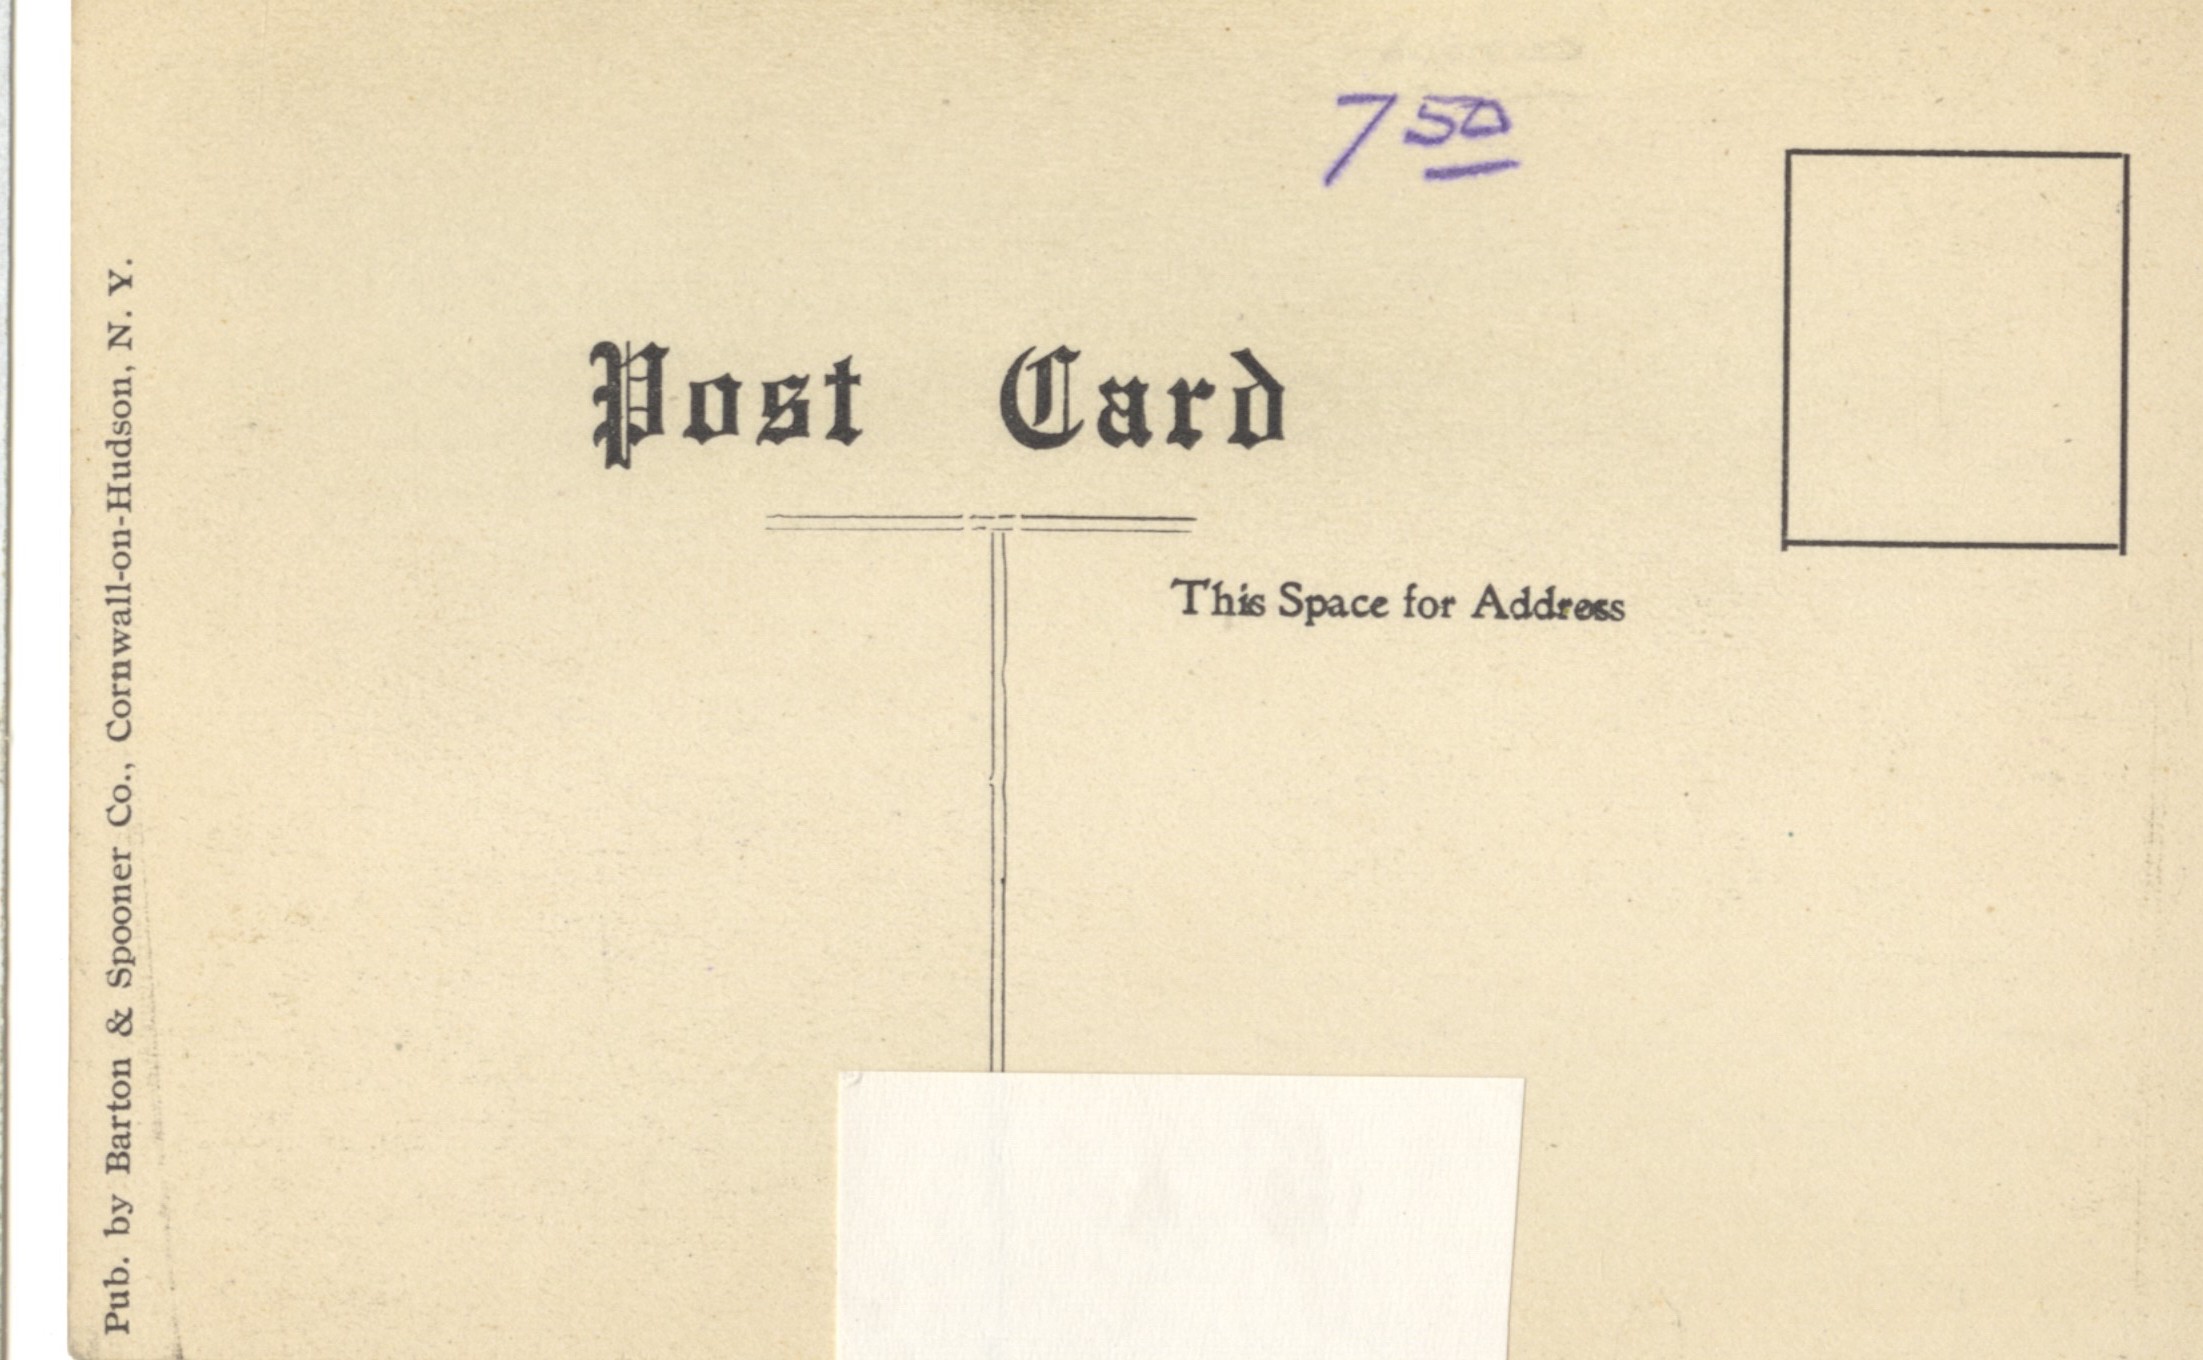 7 50
Post Card
This Space for Address
Pub. by Barton & Spooner Co., Cornwall-on-Hudson, N. Y.